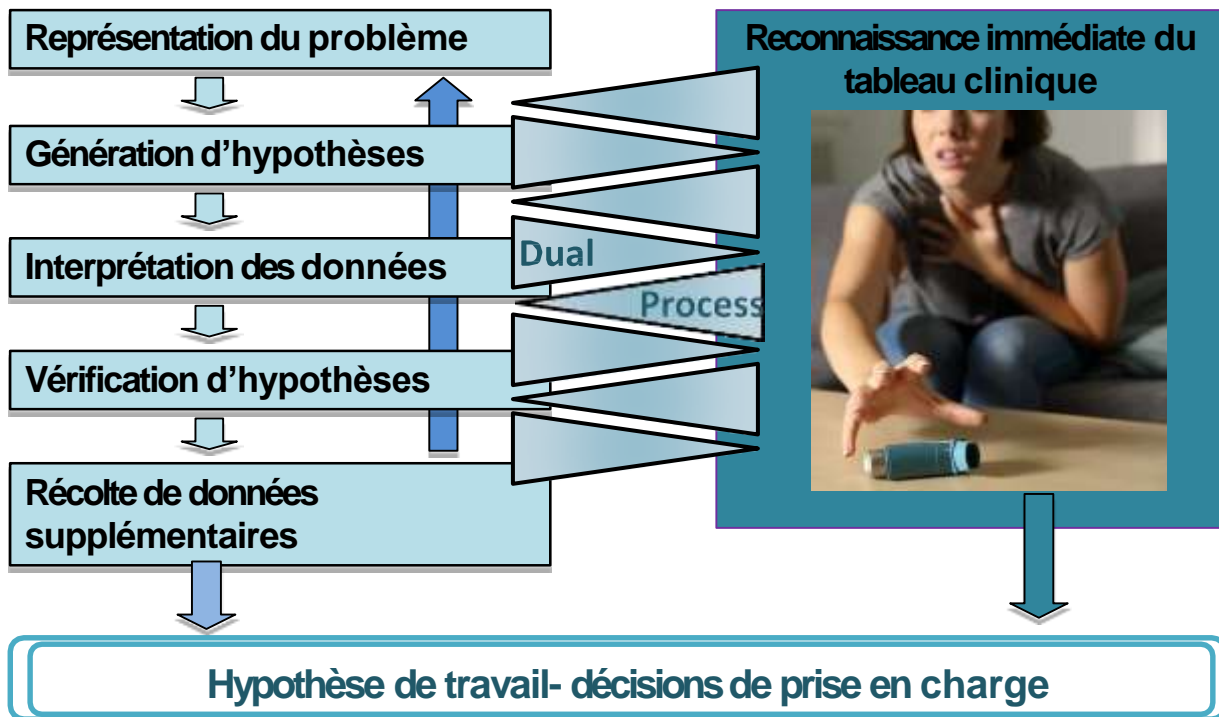 Représentation du problème
Génération d'hypothèses
Interprétation des données
Vérification d'hypothèses
Récolte de données
supplémentaires
Dual
Process
Reconnaissance immédiate du
tableau clinique
Hypothèse de travail- décisions de prise en charge